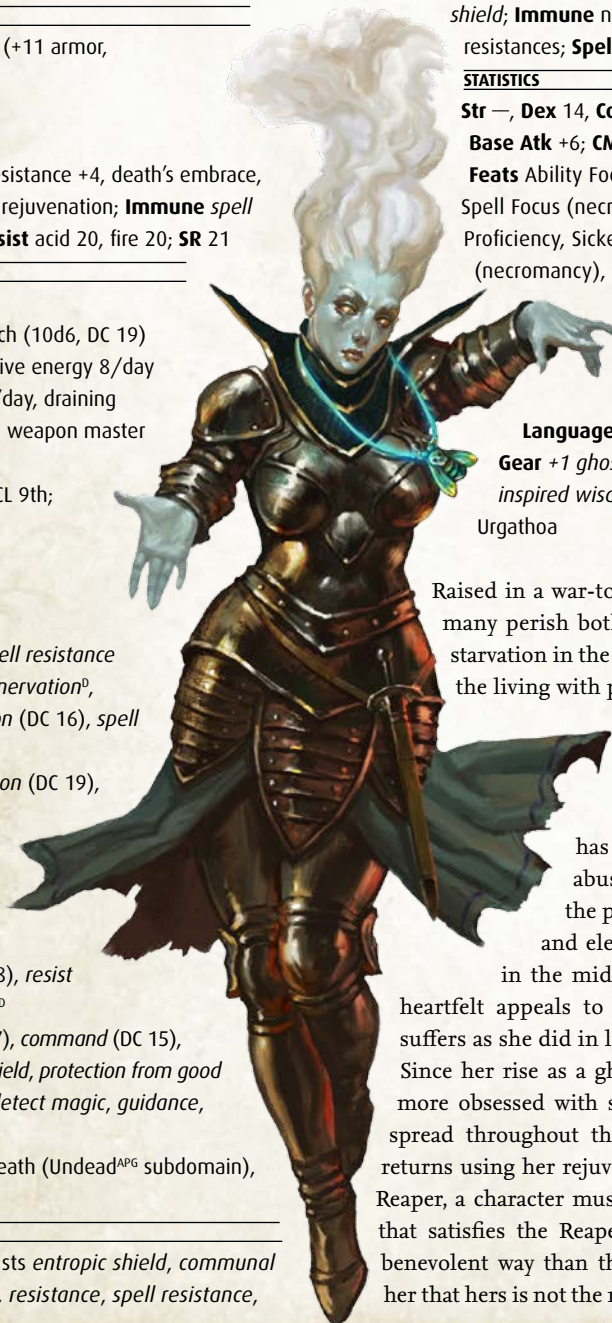 (+11 armor,
esistance +4, death's embrace,
rejuvenation; Immune spell
sist acid 20, fire 20; SR 21
ch (10d6, DC 19)
ive energy 8/day
/day, draining
weapon master
CL 9th;
ell resistance
nervationD,
on (DC 16), spell
on (DC 19),
8), resist
D
7), command (DC 15),
ield, protection from good
detect magic, guidance,
eath (UndeadAPG subdomain),
sts entropic shield, communal
, resistance, spell resistance,
shield; Immune n
resistances; Spel
STATISTICS
Str —, Dex 14, Co
Base Atk +6; CM
Feats Ability Foc
Spell Focus (necr
Proficiency, Sicke
(necromancy),
Language
Gear +1 ghos
inspired wisd
Urgathoa
Raised in a war-to
many perish both
starvation in the
the living with p
has
abus
the p
and ele
in the mid
heartfelt appeals to
suffers as she did in l
Since her rise as a gh
more obsessed with s
spread throughout th
returns using her rejuv
Reaper, a character mus
that satisfies the Reape
benevolent way than th
her that hers is not the r